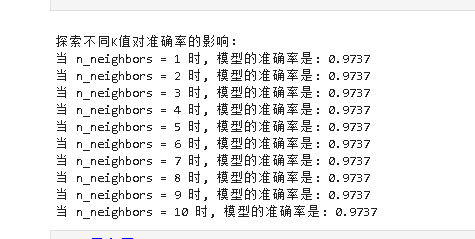 探索不同K值对准确率的影响:
当 n_neighbors = 1 时, 模型的准确率是: 0.9737
当 n_neighbors = 2 时, 模型的准确率是: 0.9737
当 n_neighbors = 3 时, 模型的准确率是: 0.9737
当 n_neighbors = 4 时, 模型的准确率是: 0.9737
当 n_neighbors = 5 时, 模型的准确率是: 0.9737
当 n_neighbors = 6 时, 模型的准确率是: 0.9737
当 n_neighbors = 7 时, 模型的准确率是: 0.9737
当 n_neighbors = 8 时, 模型的准确率是: 0.9737
当 n_neighbors = 9 时, 模型的准确率是: 0.9737
当 n_neighbors = 10 时, 模型的准确率是: 0.9737